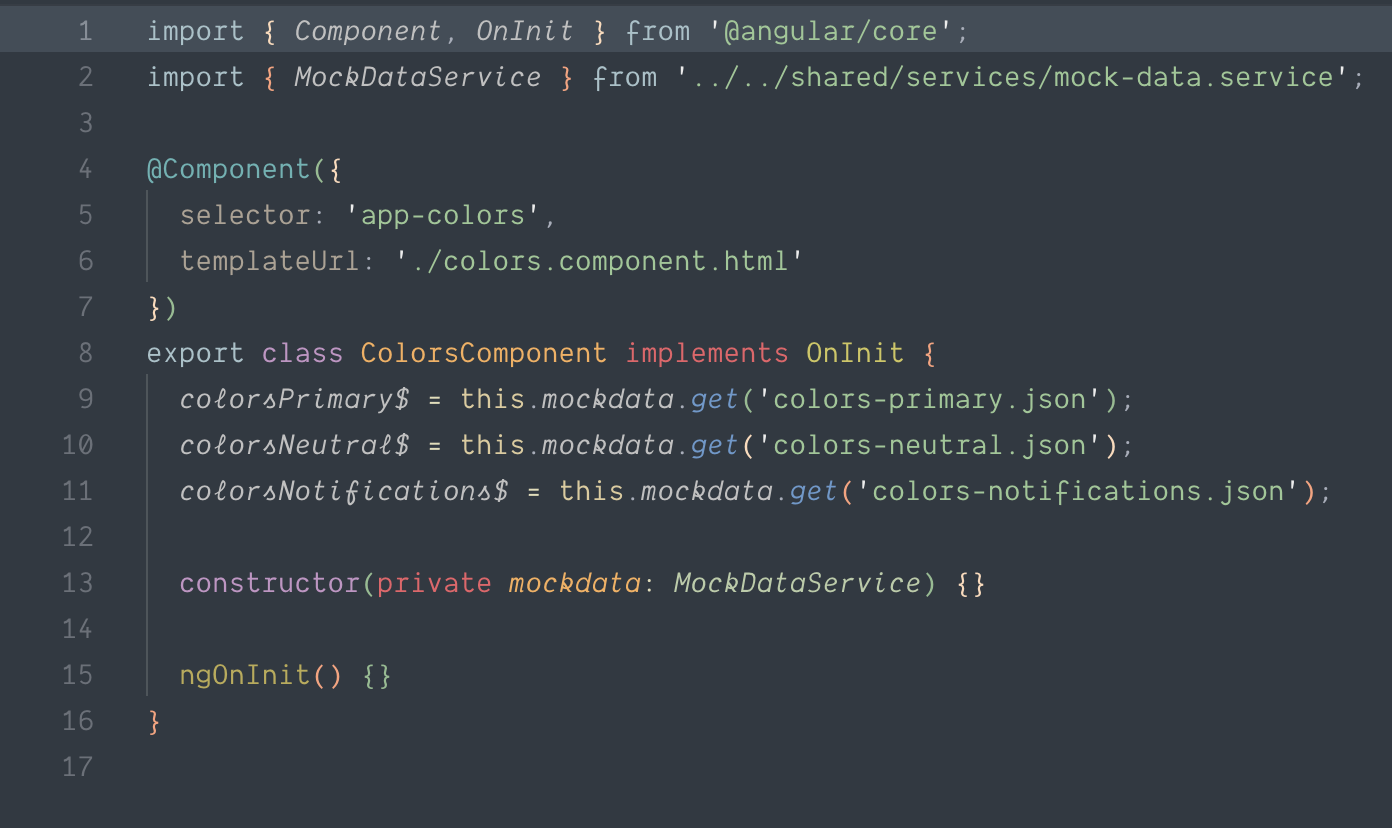 1 import { Component, OnInit } from '@angular/core';
2 import { MockDataService } from '../../shared/services/mock-data.service';
3
4 @Component({
5   selector: 'app-colors',
6   templateUrl: './colors.component.html'
7 })
8 export class ColorsComponent implements OnInit {
9   colorsPrimary$ = this.mockdata.get('colors-primary.json');
10   colorsNeutral$ = this.mockdata.get('colors-neutral.json');
11   colorsNotifications$ = this.mockdata.get('colors-notifications.json');
12
13   constructor(private mockdata: MockDataService) {}
14
15   ngOnInit() {}
16 }
17